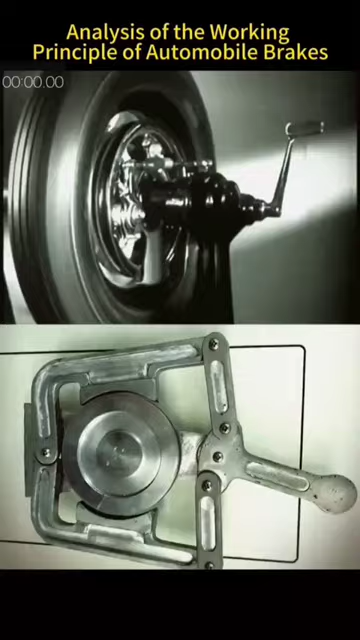 Analysis of the Working
Principle of Automobile Brakes
00:00.00